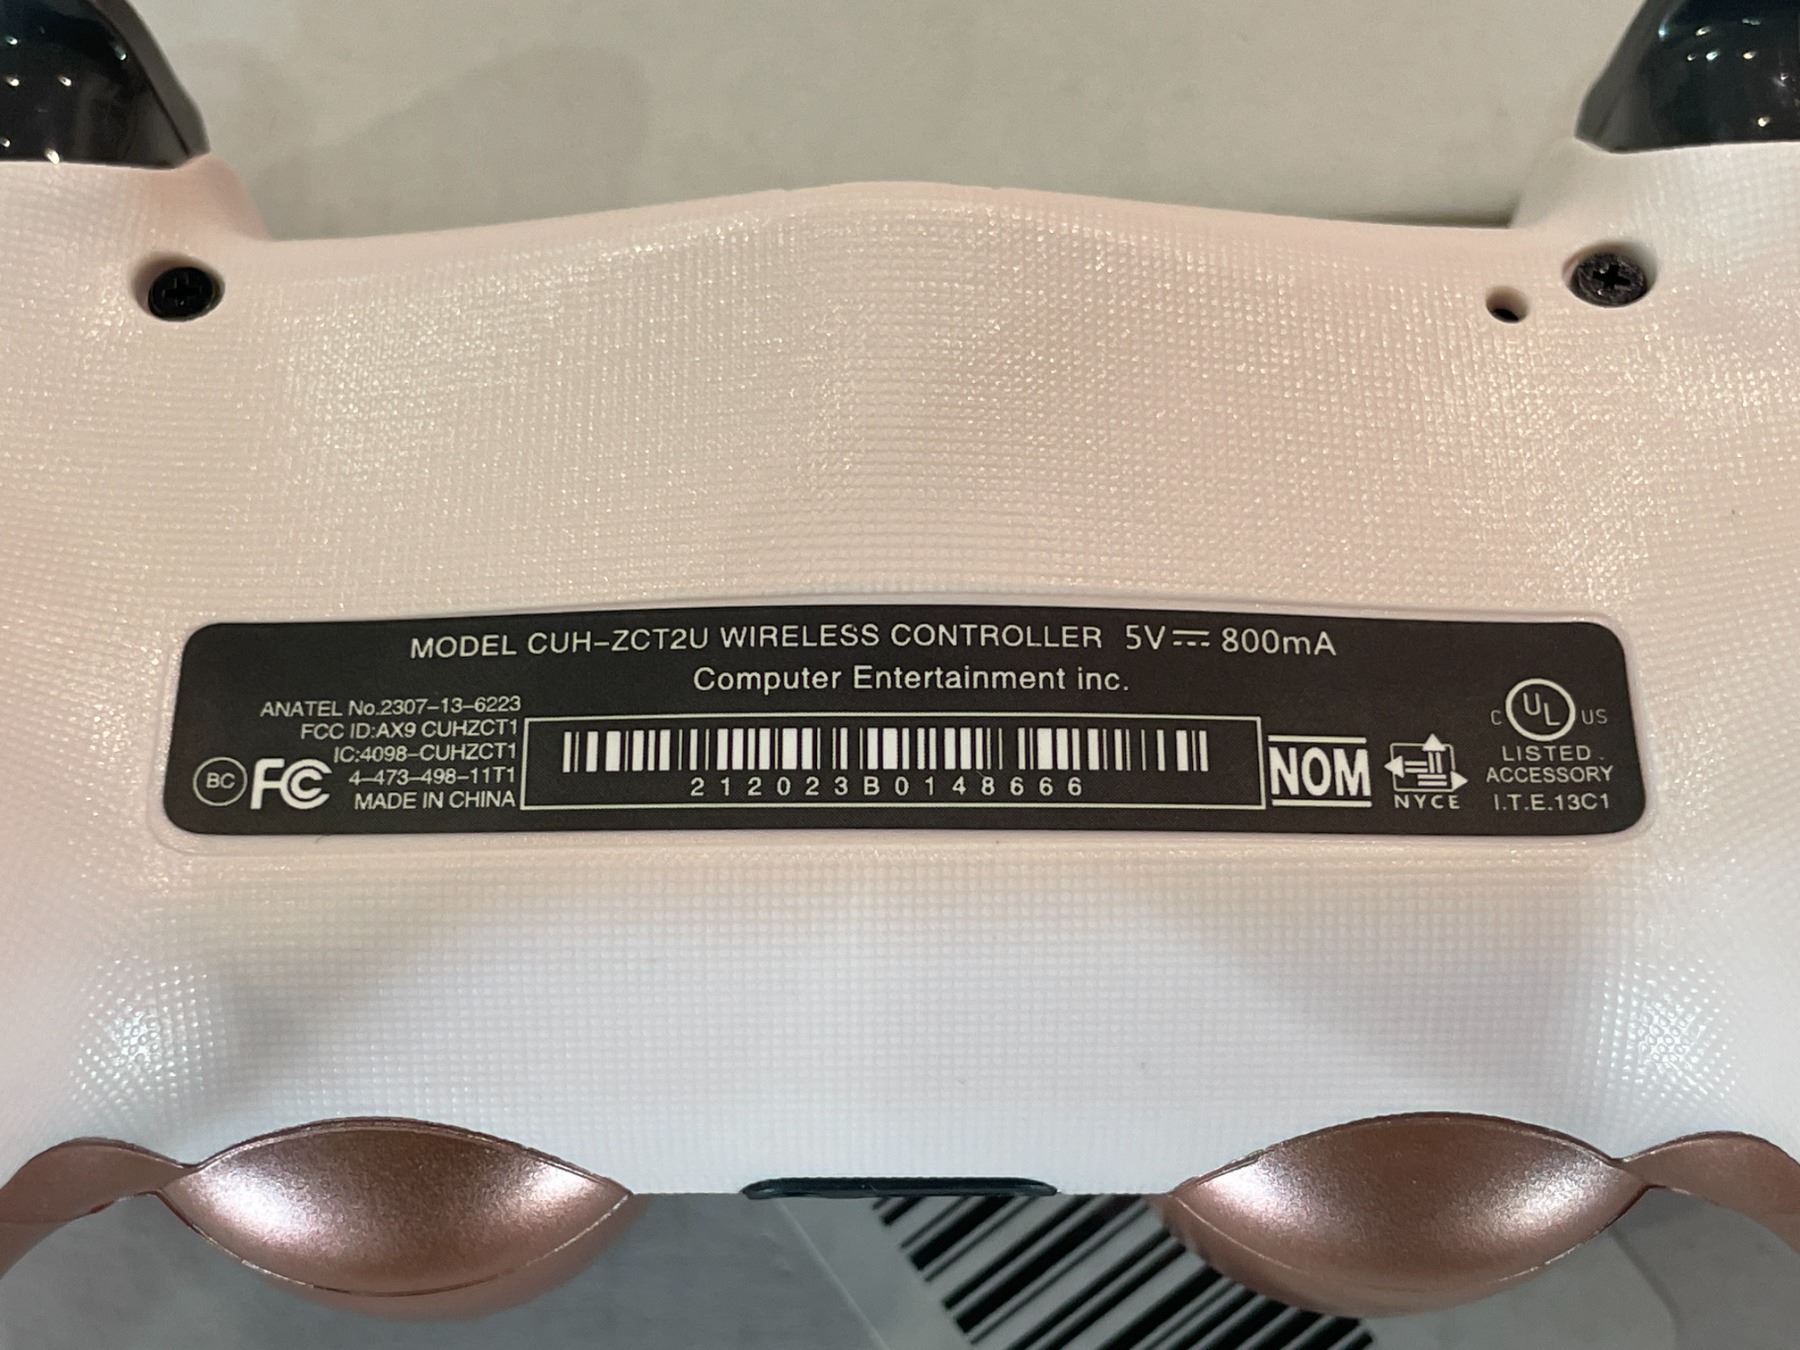 MODEL CUH-ZCT2U WIRELESS CONTROLLER 5V⎓800mA
Computer Entertainment inc.
ANATEL No.2307-13-6223
FCC ID:AX9 CUHZCT1
IC:4098-CUHZCT1
4-473-498-11T1
MADE IN CHINA
BC
FC
212023B0148666
NOM
NYCE
C UL US
LISTED
ACCESSORY
I.T.E.13C1